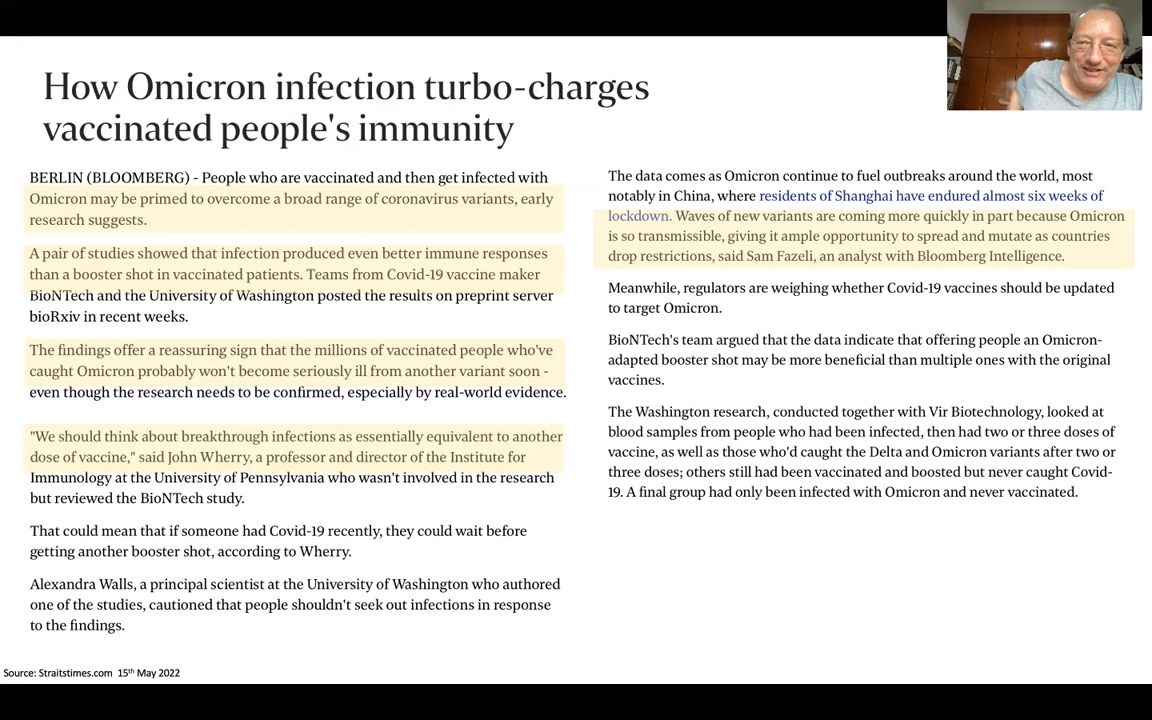 How Omicron infection turbo-charges
vaccinated people's immunity
BERLIN (BLOOMBERG) - People who are vaccinated and then get infected with
Omicron may be primed to overcome a broad range of coronavirus variants, early
research suggests.
A pair of studies showed that infection produced even better immune responses
than a booster shot in vaccinated patients. Teams from Covid-19 vaccine maker
BioNTech and the University of Washington posted the results on preprint server
bioRxiv in recent weeks.
The findings offer a reassuring sign that the millions of vaccinated people who've
caught Omicron probably won't become seriously ill from another variant soon -
even though the research needs to be confirmed, especially by real-world evidence.
"We should think about breakthrough infections as essentially equivalent to another
dose of vaccine," said John Wherry, a professor and director of the Institute for
Immunology at the University of Pennsylvania who wasn't involved in the research
but reviewed the BioNTech study.
That could mean that if someone had Covid-19 recently, they could wait before
getting another booster shot, according to Wherry.
Alexandra Walls, a principal scientist at the University of Washington who authored
one of the studies, cautioned that people shouldn't seek out infections in response
to the findings.
The data comes as Omicron continue to fuel outbreaks around the world, most
notably in China, where residents of Shanghai have endured almost six weeks of
lockdown. Waves of new variants are coming more quickly in part because Omicron
is so transmissible, giving it ample opportunity to spread and mutate as countries
drop restrictions, said Sam Fazeli, an analyst with Bloomberg Intelligence.
Meanwhile, regulators are weighing whether Covid-19 vaccines should be updated
to target Omicron.
BioNTech's team argued that the data indicate that offering people an Omicron-
adapted booster shot may be more beneficial than multiple ones with the original
vaccines.
The Washington research, conducted together with Vir Biotechnology, looked at
blood samples from people who had been infected, then had two or three doses of
vaccine, as well as those who'd caught the Delta and Omicron variants after two or
three doses; others still had been vaccinated and boosted but never caught Covid-
19. A final group had only been infected with Omicron and never vaccinated.
Source: Straitstimes.com 15th May 2022